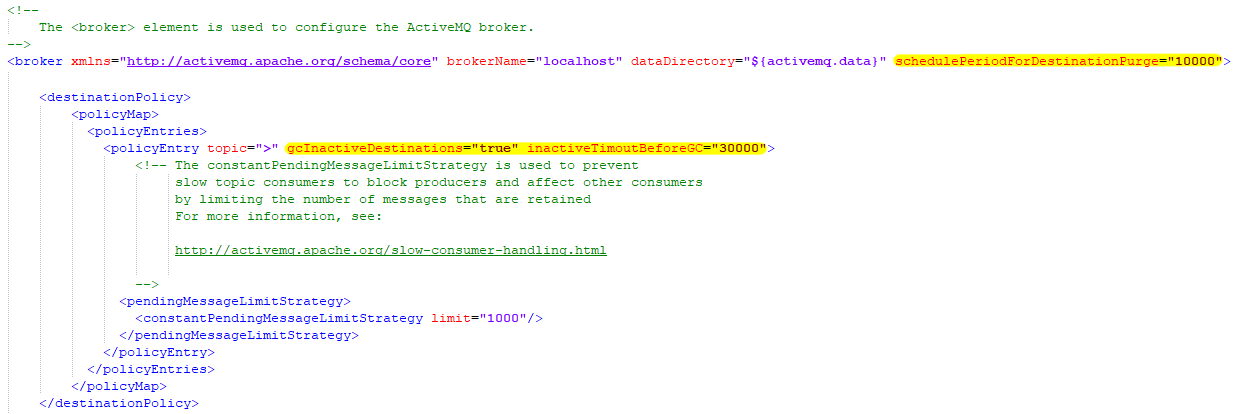 <!--
The <broker> element is used to configure the ActiveMQ broker.
-->
<broker xmlns="http://activemq.apache.org/schema/core" brokerName="localhost" dataDirectory="${activemq.data}" schedulePeriodForDestinationPurge="10000">
<destinationPolicy>
<policyMap>
<policyEntries>
<policyEntry topic=">" gcInactiveDestinations="true" inactiveTimoutBeforeGC="30000">
<!-- The constantPendingMessageLimitStrategy is used to prevent
slow topic consumers to block producers and affect other consumers
by limiting the number of messages that are retained
For more information, see:
http://activemq.apache.org/slow-consumer-handling.html
-->
<pendingMessageLimitStrategy>
<constantPendingMessageLimitStrategy limit="1000"/>
</pendingMessageLimitStrategy>
</policyEntry>
</policyEntries>
</policyMap>
</destinationPolicy>